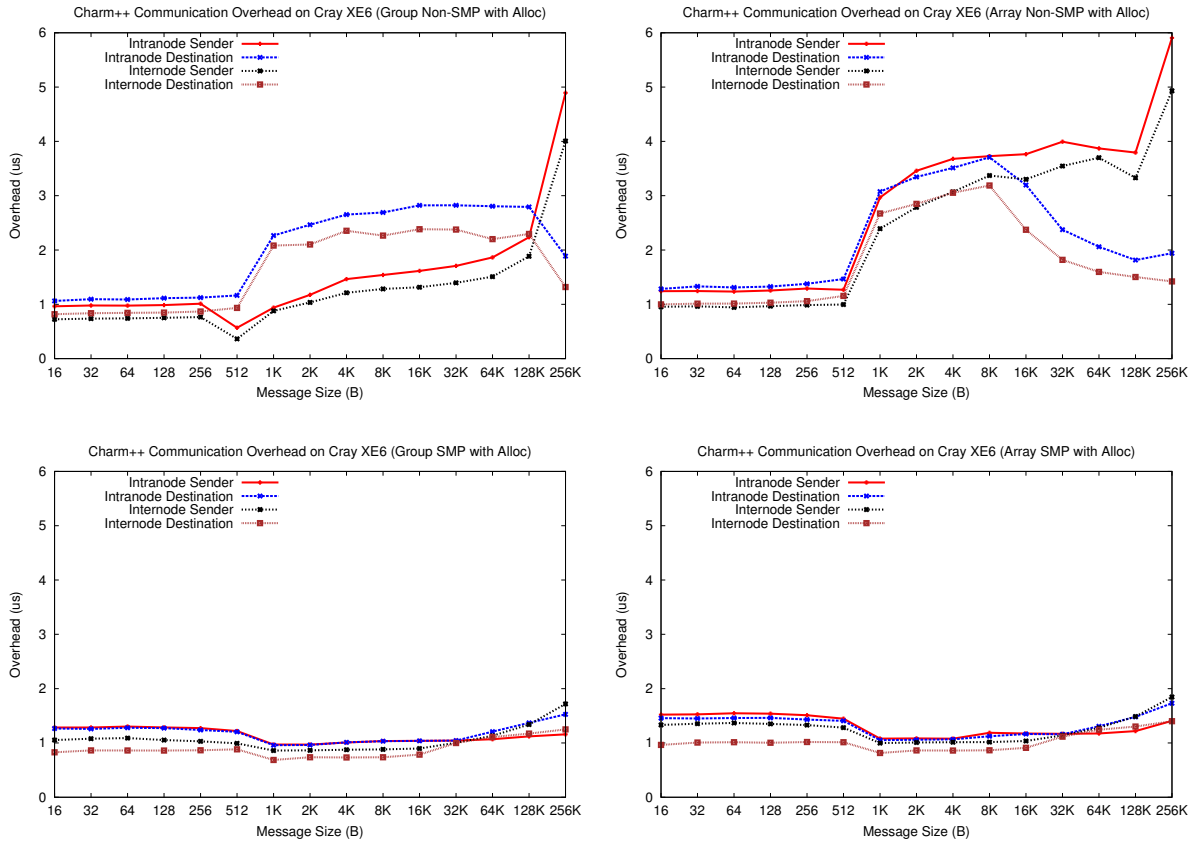 Charm++ Communication Overhead on Cray XE6 (Group Non-SMP with Alloc)
6
5
4
3
2
1
0
Overhead (us)
Intranode Sender
Intranode Destination
Internode Sender
Internode Destination
16 32 64 128 256 512 1K 2K 4K 8K 16K 32K 64K 128K 256K
Message Size (B)
Charm++ Communication Overhead on Cray XE6 (Array Non-SMP with Alloc)
6
5
4
3
2
1
0
Overhead (us)
Intranode Sender
Intranode Destination
Internode Sender
Internode Destination
16 32 64 128 256 512 1K 2K 4K 8K 16K 32K 64K 128K 256K
Message Size (B)
Charm++ Communication Overhead on Cray XE6 (Group SMP with Alloc)
6
5
4
3
2
1
0
Overhead (us)
Intranode Sender
Intranode Destination
Internode Sender
Internode Destination
16 32 64 128 256 512 1K 2K 4K 8K 16K 32K 64K 128K 256K
Message Size (B)
Charm++ Communication Overhead on Cray XE6 (Array SMP with Alloc)
6
5
4
3
2
1
0
Overhead (us)
Intranode Sender
Intranode Destination
Internode Sender
Internode Destination
16 32 64 128 256 512 1K 2K 4K 8K 16K 32K 64K 128K 256K
Message Size (B)